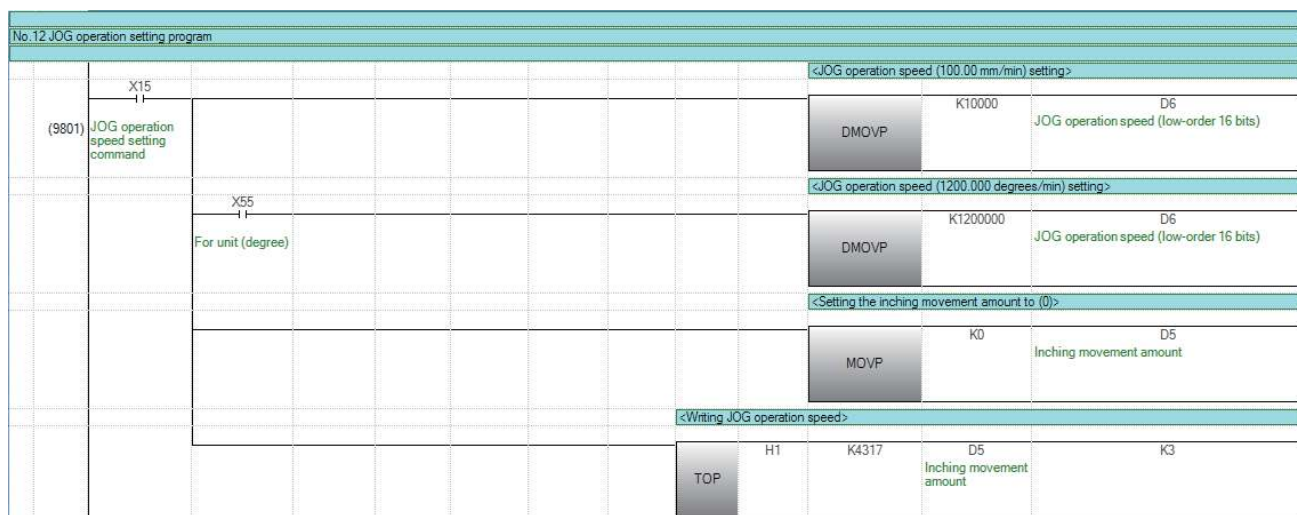 No.12 JOG operation setting program
<JOG operation speed (100.00 mm/min) setting>
X15
(9801)
JOG operation
speed setting
command
DMOVP
K10000
D6
JOG operation speed (low-order 16 bits)
<JOG operation speed (1200.000 degrees/min) setting>
X55
For unit (degree)
DMOVP
K1200000
D6
JOG operation speed (low-order 16 bits)
<Setting the inching movement amount to (0)>
MOVP
K0
D5
Inching movement amount
<Writing JOG operation speed>
TOP
H1
K4317
D5
Inching movement
amount
K3